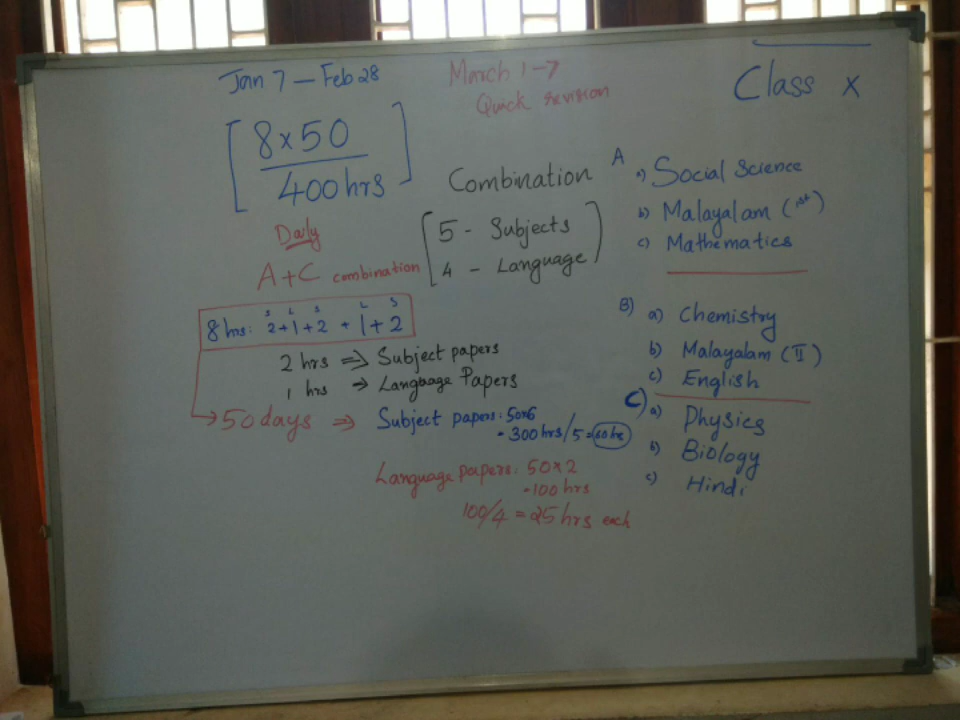 Jan 7 – Feb 28
March 1-7
Quick revision
Class X
[8x50
400 hrs]
Combination
[5 - Subjects
4 - Language]
Daily
A+C combination
S L S L S
8 hrs: 2+1+2 + 1+2
2 hrs => Subject papers
1 hrs → Language Papers
50 days => Subject papers: 50x6
= 300 hrs/5 = 60 hr
Language papers: 50x2
=100 hrs
100/4 = 25 hrs each
A
a) Social Science
b) Malayalam (Ist)
c) Mathematics
B)
a) Chemistry
b) Malayalam (II)
c) English
C)
a) Physics
b) Biology
c) Hindi